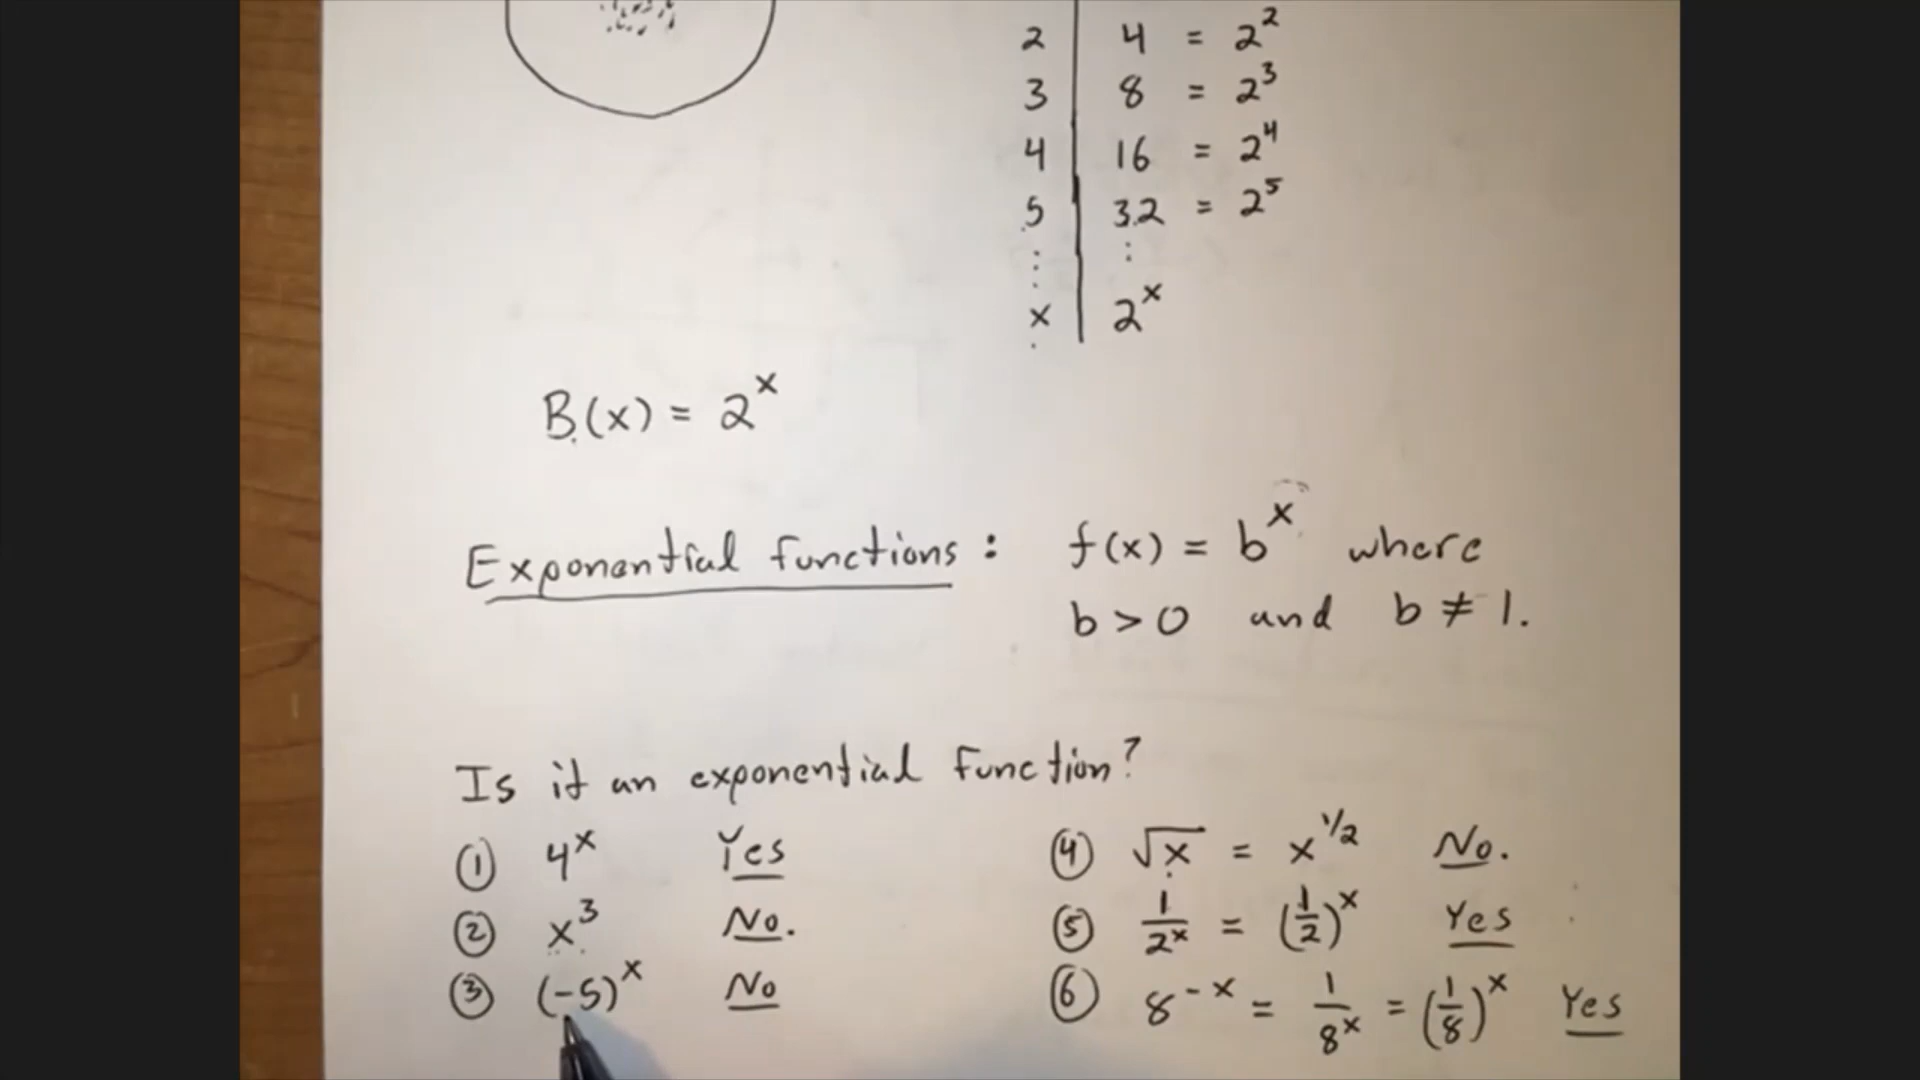 2 | 4 = 2²
3 | 8 = 2³
4 | 16 = 2⁴
5 | 32 = 2⁵
⋮ | ⋮
x | 2ˣ
B(x) = 2ˣ
Exponential functions : f(x) = bˣ where
b > 0 and b ≠ 1.
Is it an exponential function?
① 4ˣ Yes
② x³ No.
③ (-5)ˣ No
④ √x = x^1/2 No.
⑤ 1/2ˣ = (1/2)ˣ Yes
⑥ 8⁻ˣ = 1/8ˣ = (1/8)ˣ Yes